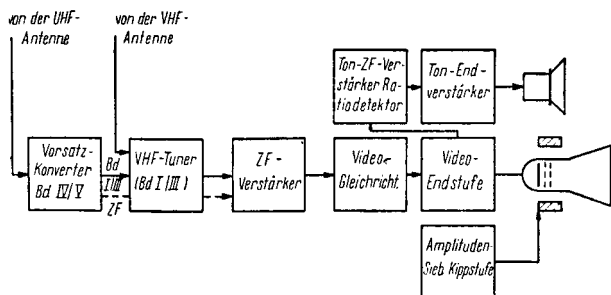 von der UHF-
Antenne
von der VHF-
Antenne
Ton-ZF-Ver-
stärker Ra-
tiodetektor
Ton-End-
verstärker
Vorsatz-
Konverter
Bd IV/V
Bd
I/III
ZF
VHF-Tuner
(Bd I/III)
ZF-
Verstärker
Video-
Gleichricht.
Video-
Endstufe
Amplituden-
Sieb Kippstufe